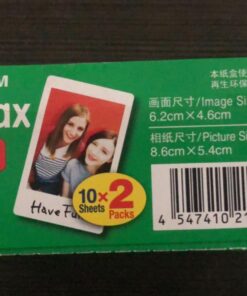 M
本纸盒使
再生环保
ax
画面尺寸/Image Si
6.2cm×4.6cm
相纸尺寸/Picture Si
8.6cm×5.4cm
10×2
Sheets Packs
Have Fu
4 547410 2